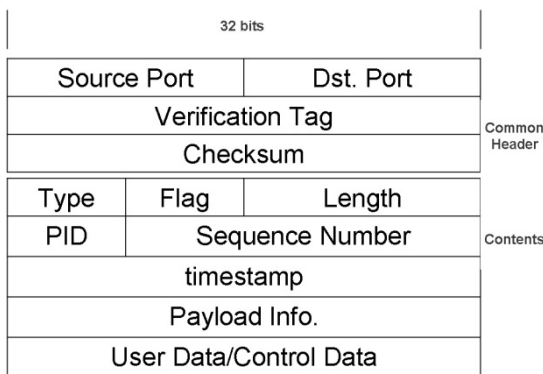 32 bits
Source Port Dst. Port
Verification Tag
Checksum
Common
Header
Type Flag Length
PID Sequence Number
Contents
timestamp
Payload Info.
User Data/Control Data